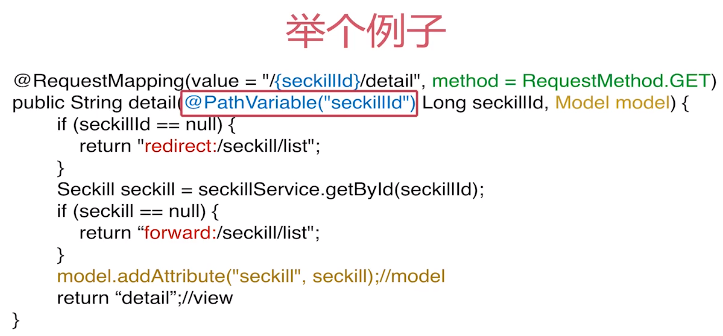 举个例子
@RequestMapping(value = "/{seckillId}/detail", method = RequestMethod.GET)
public String detail(@PathVariable("seckillId") Long seckillId, Model model) {
if (seckillId == null) {
return "redirect:/seckill/list";
}
Seckill seckill = seckillService.getById(seckillId);
if (seckill == null) {
return “forward:/seckill/list";
}
model.addAttribute("seckill", seckill);//model
return “detail”;//view
}